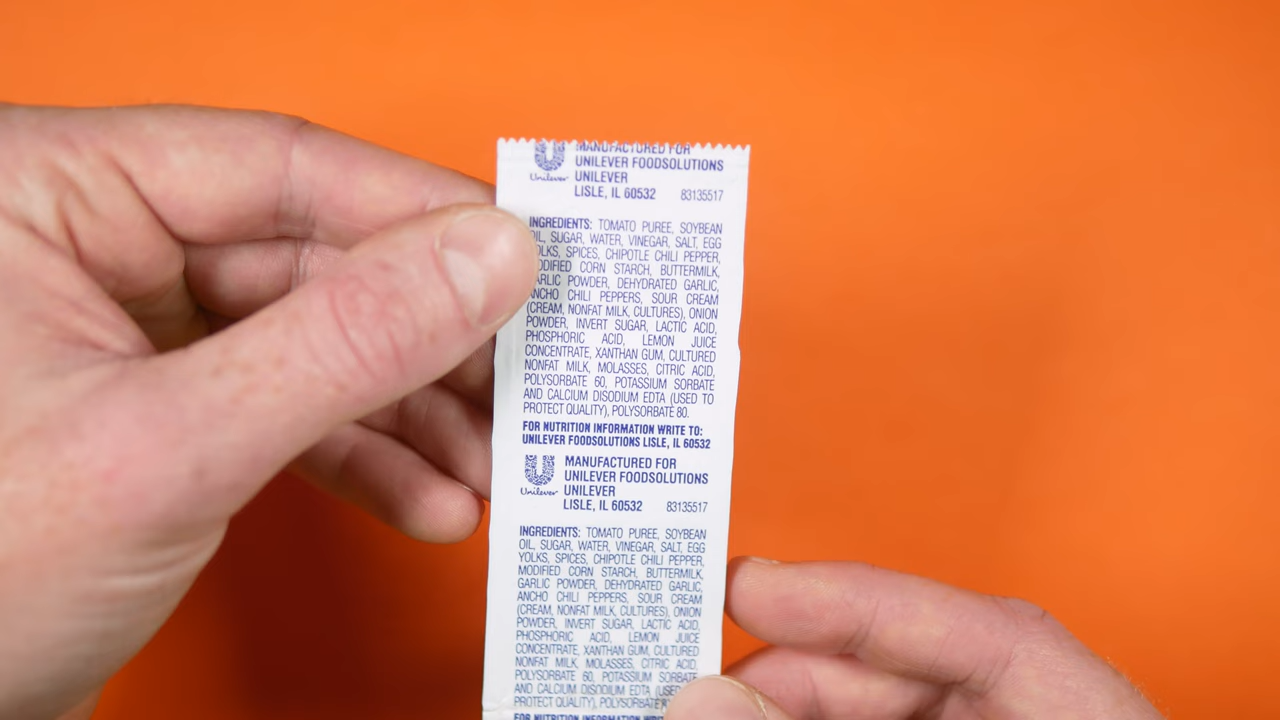 MANUFACTURED FOR
Unilever
UNILEVER FOODSOLUTIONS
UNILEVER
LISLE, IL 60532 83135517
INGREDIENTS: TOMATO PUREE, SOYBEAN
OIL, SUGAR, WATER, VINEGAR, SALT, EGG
YOLKS, SPICES, CHIPOTLE CHILI PEPPER,
MODIFIED CORN STARCH, BUTTERMILK,
GARLIC POWDER, DEHYDRATED GARLIC,
ANCHO CHILI PEPPERS, SOUR CREAM
(CREAM, NONFAT MILK, CULTURES), ONION
POWDER, INVERT SUGAR, LACTIC ACID,
PHOSPHORIC ACID, LEMON JUICE
CONCENTRATE, XANTHAN GUM, CULTURED
NONFAT MILK, MOLASSES, CITRIC ACID,
POLYSORBATE 60, POTASSIUM SORBATE
AND CALCIUM DISODIUM EDTA (USED TO
PROTECT QUALITY), POLYSORBATE 80.
FOR NUTRITION INFORMATION WRITE TO:
UNILEVER FOODSOLUTIONS LISLE, IL 60532
MANUFACTURED FOR
UNILEVER FOODSOLUTIONS
Unilever UNILEVER
LISLE, IL 60532 83135517
INGREDIENTS: TOMATO PUREE, SOYBEAN
OIL, SUGAR, WATER, VINEGAR, SALT, EGG
YOLKS, SPICES, CHIPOTLE CHILI PEPPER,
MODIFIED CORN STARCH, BUTTERMILK,
GARLIC POWDER, DEHYDRATED GARLIC,
ANCHO CHILI PEPPERS, SOUR CREAM
(CREAM, NONFAT MILK, CULTURES), ONION
POWDER, INVERT SUGAR, LACTIC ACID,
PHOSPHORIC ACID, LEMON JUICE
CONCENTRATE, XANTHAN GUM, CULTURED
NONFAT MILK, MOLASSES, CITRIC ACID,
POLYSORBATE 60, POTASSIUM SORBATE
AND CALCIUM DISODIUM EDTA (USED
PROTECT QUALITY), POLYSORBATE
FOR NUTRITION INFORMATION WRITE